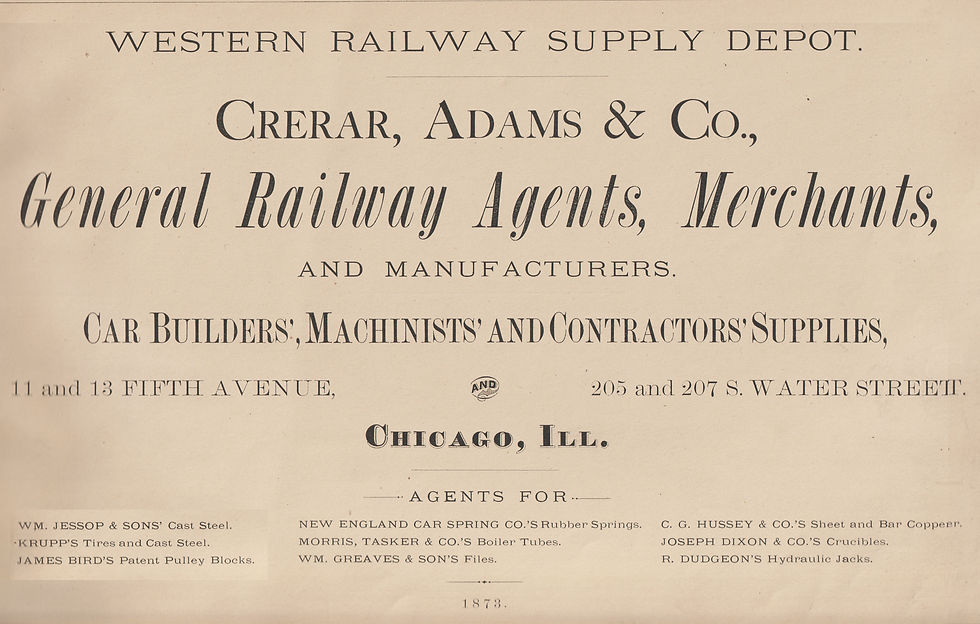 WESTERN RAILWAY SUPPLY DEPOT.
CRERAR, ADAMS & CO.,
General Railway Agents, Merchants,
AND MANUFACTURERS.
CAR BUILDERS', MACHINISTS' AND CONTRACTORS' SUPPLIES,
11 and 13 FIFTH AVENUE, AND 205 and 207 S. WATER STREET.
CHICAGO, ILL.
AGENTS FOR
WM. JESSOP & SONS' Cast Steel.
KRUPP'S Tires and Cast Steel.
JAMES BIRD'S Patent Pulley Blocks.
NEW ENGLAND CAR SPRING CO.'S Rubber Springs.
MORRIS, TASKER & CO.'S Boiler Tubes.
WM. GREAVES & SON'S Files.
C. G. HUSSEY & CO.'S Sheet and Bar Copper.
JOSEPH DIXON & CO.'S Crucibles.
R. DUDGEON'S Hydraulic Jacks.
1873.